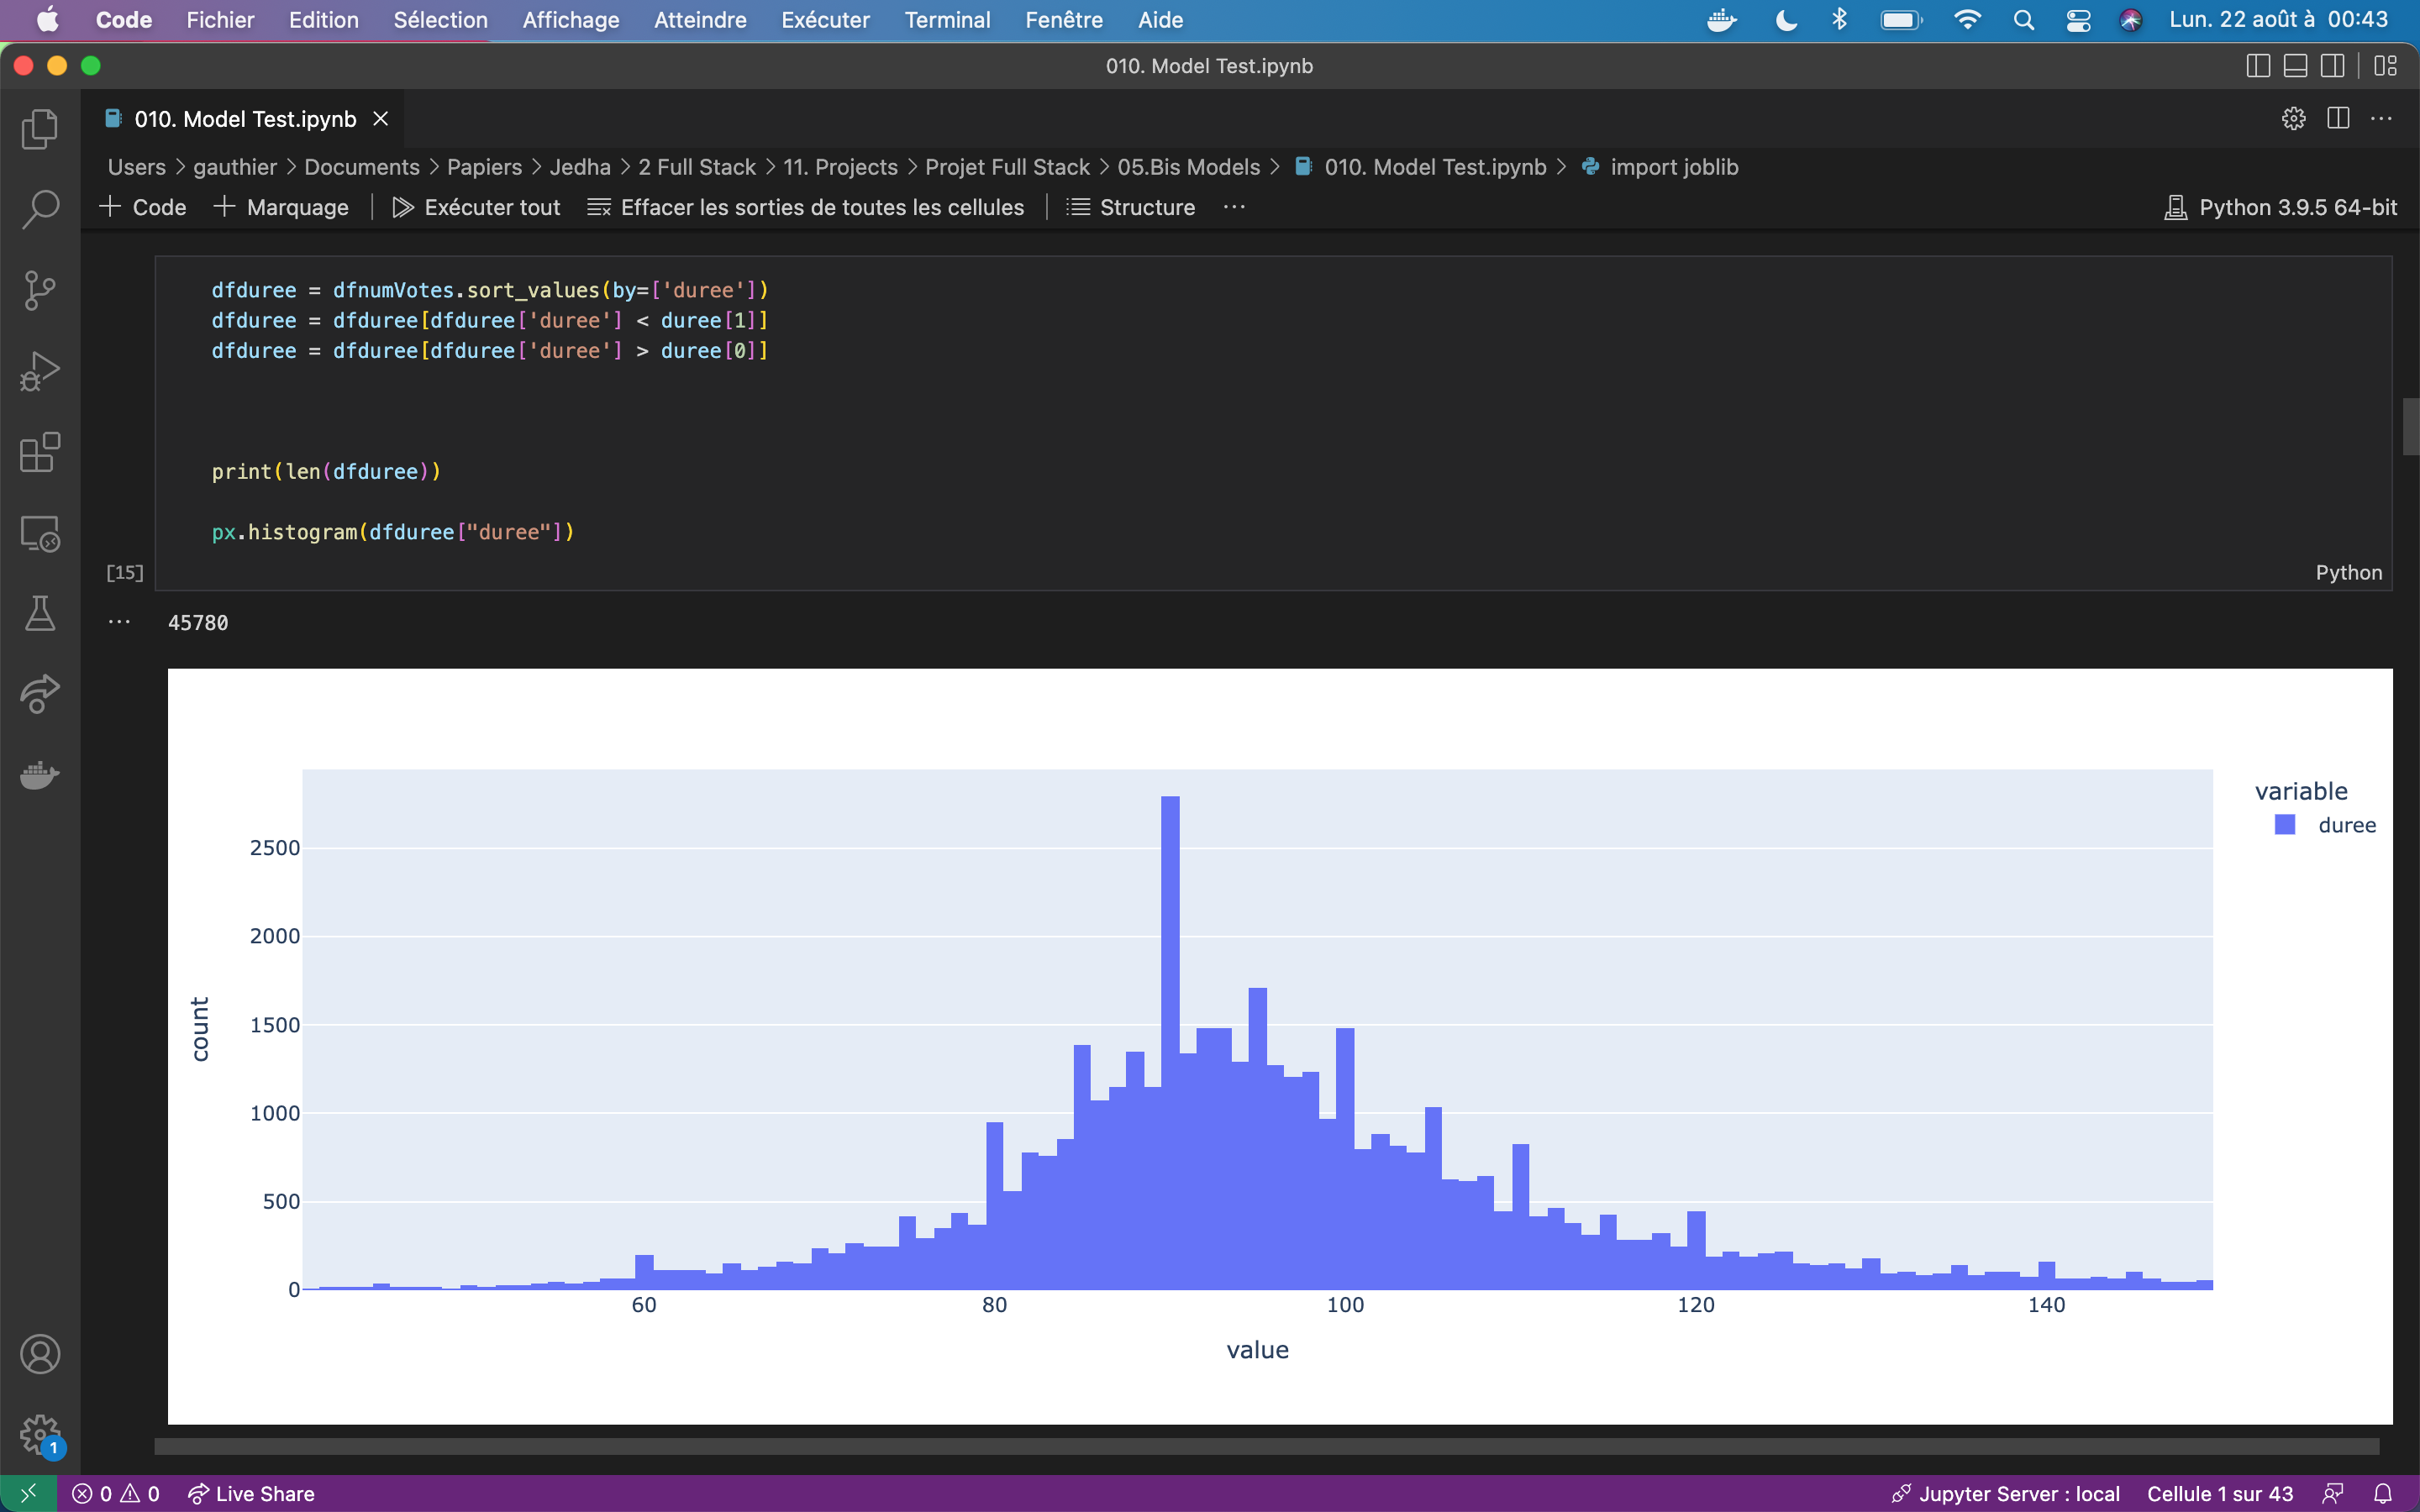 Code Fichier Edition Sélection Affichage Atteindre Exécuter Terminal Fenêtre Aide Lun. 22 août à 00:43
010. Model Test.ipynb
010. Model Test.ipynb
Users > gauthier > Documents > Papiers > Jedha > 2 Full Stack > 11. Projects > Projet Full Stack > 05.Bis Models > 010. Model Test.ipynb > import joblib
+ Code + Marquage Exécuter tout Effacer les sorties de toutes les cellules Structure ... Python 3.9.5 64-bit
dfduree = dfnumVotes.sort_values(by=['duree'])
dfduree = dfduree[dfduree['duree'] < duree[1]]
dfduree = dfduree[dfduree['duree'] > duree[0]]
print(len(dfduree))
px.histogram(dfduree["duree"])
[15] Python
... 45780
variable
duree
2500
2000
1500
1000
500
0
count
60 80 100 120 140
value
1
0 0 Live Share Jupyter Server : local Cellule 1 sur 43